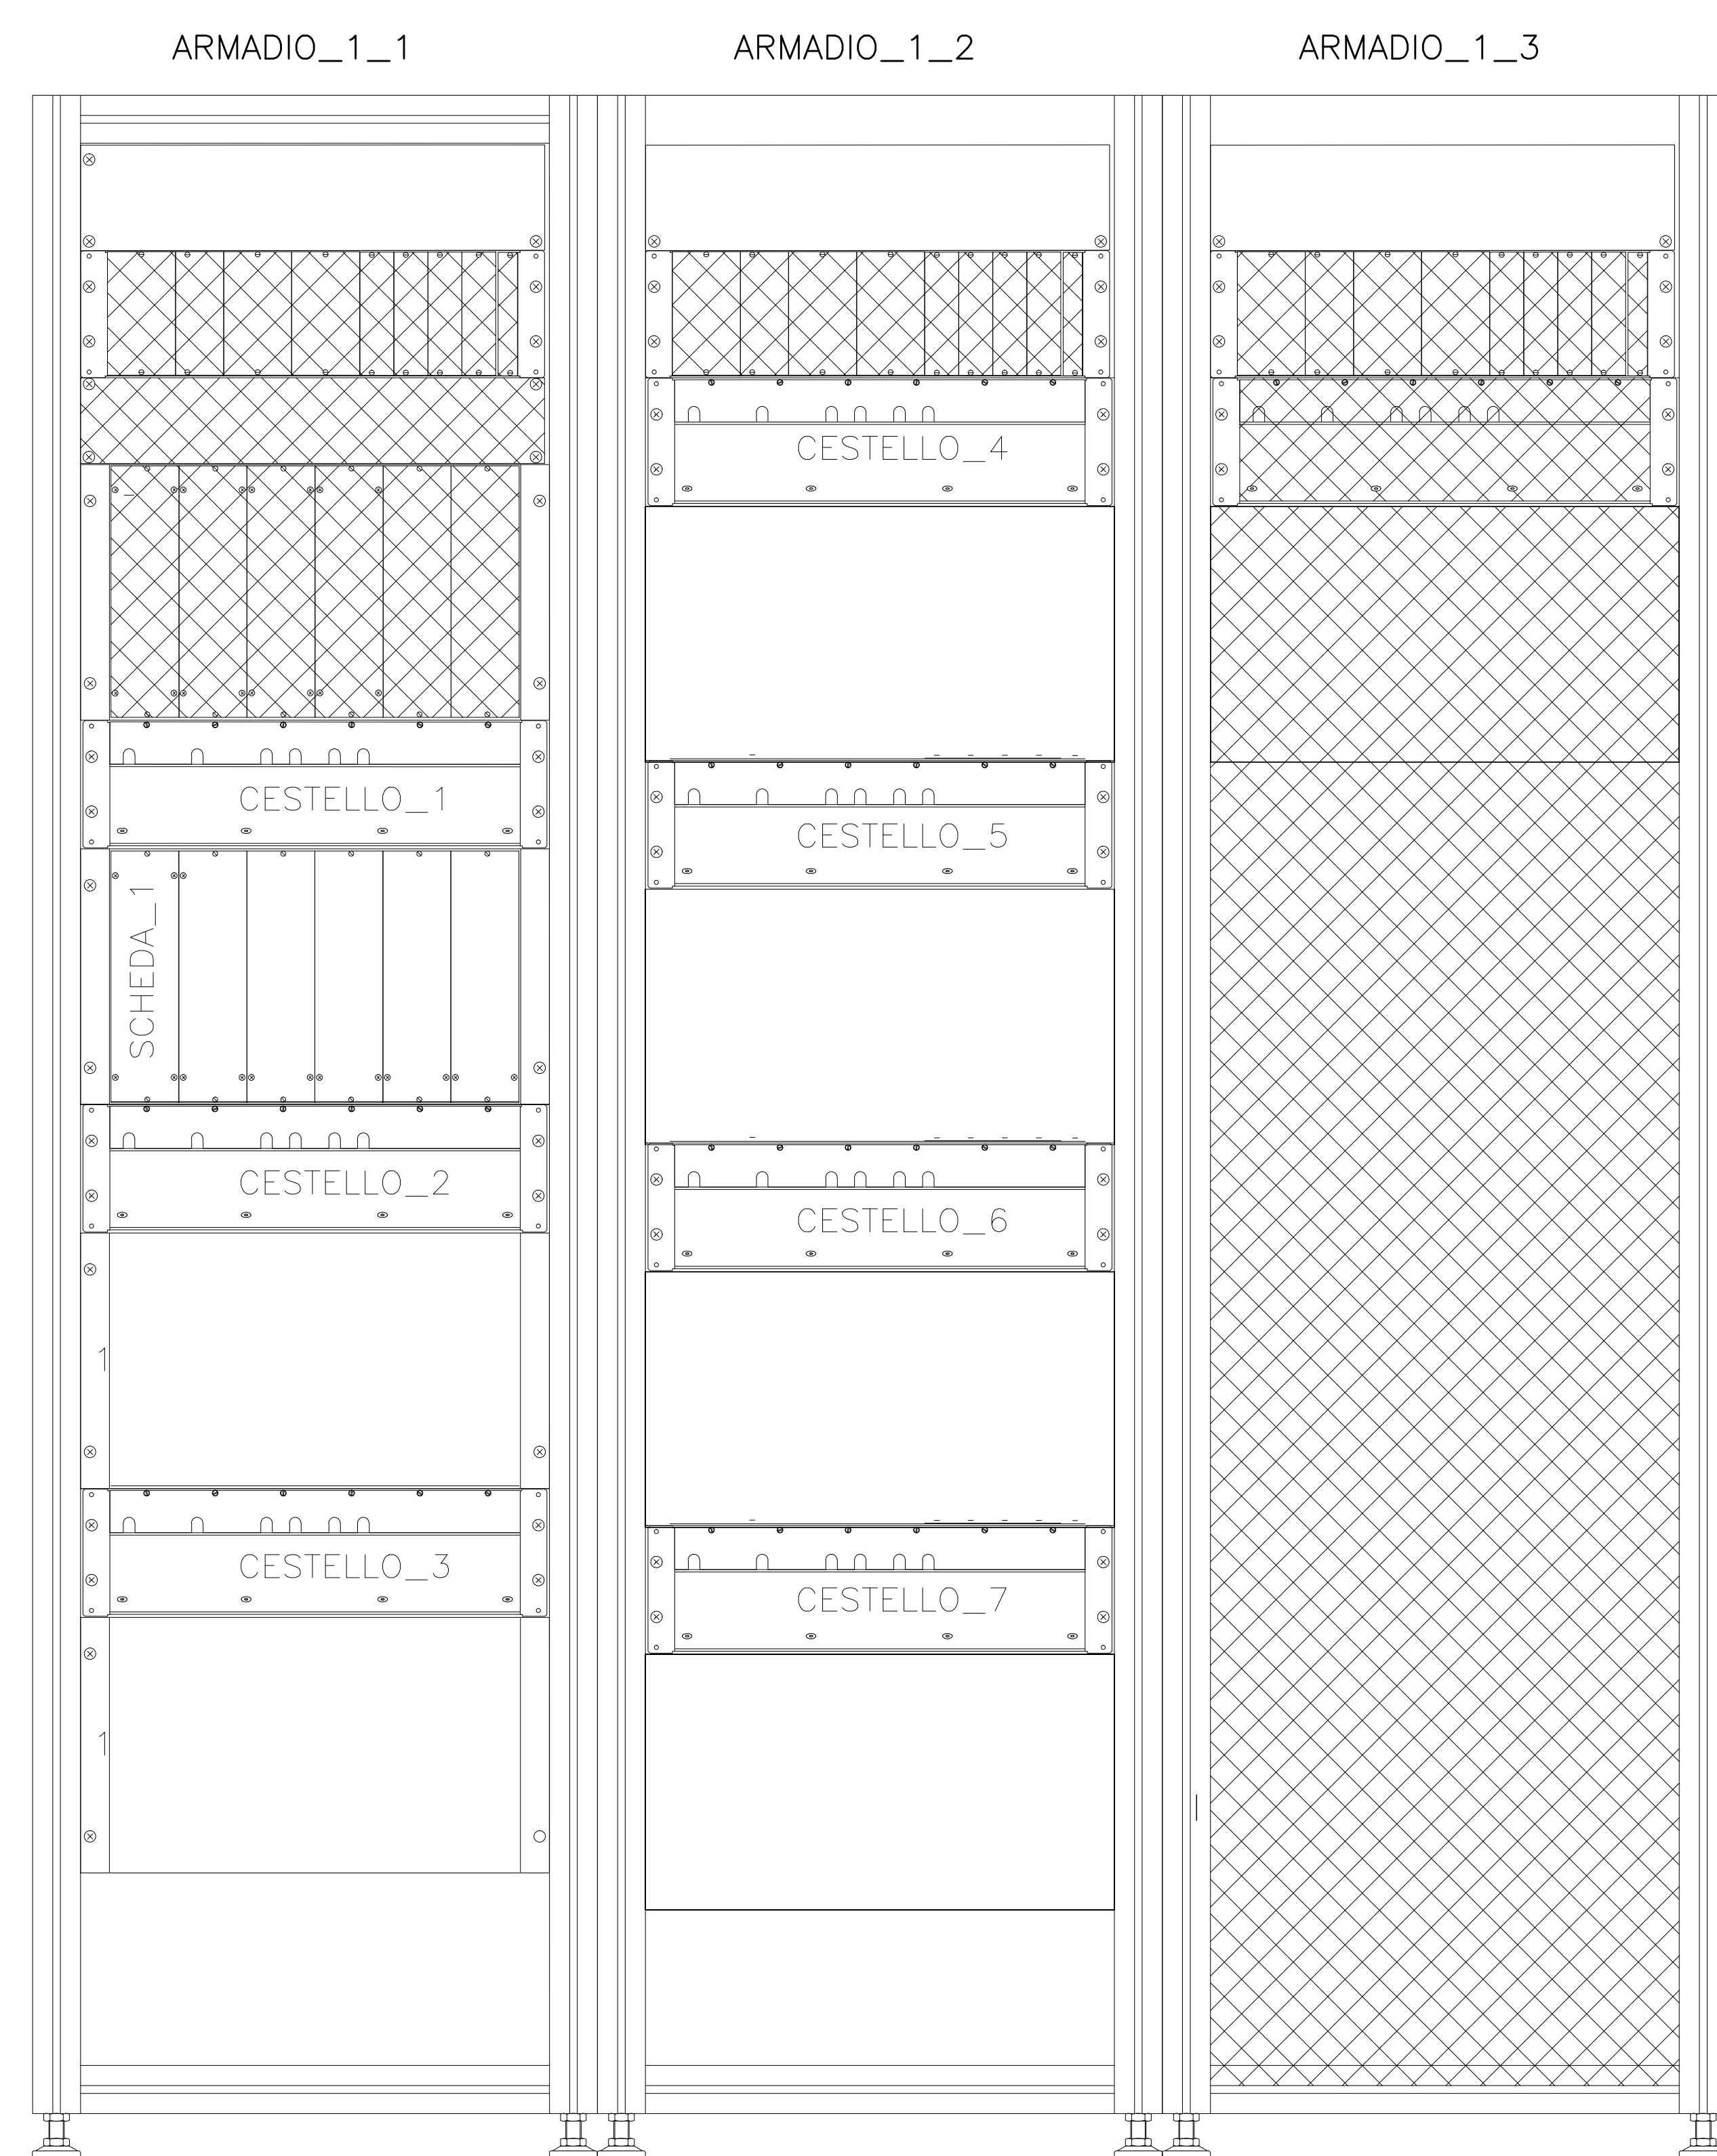 ARMADIO_1_1
ARMADIO_1_2
ARMADIO_1_3
CESTELLO_4
CESTELLO_1
CESTELLO_5
SCHEDA_1
CESTELLO_2
CESTELLO_6
1
CESTELLO_3
CESTELLO_7
1